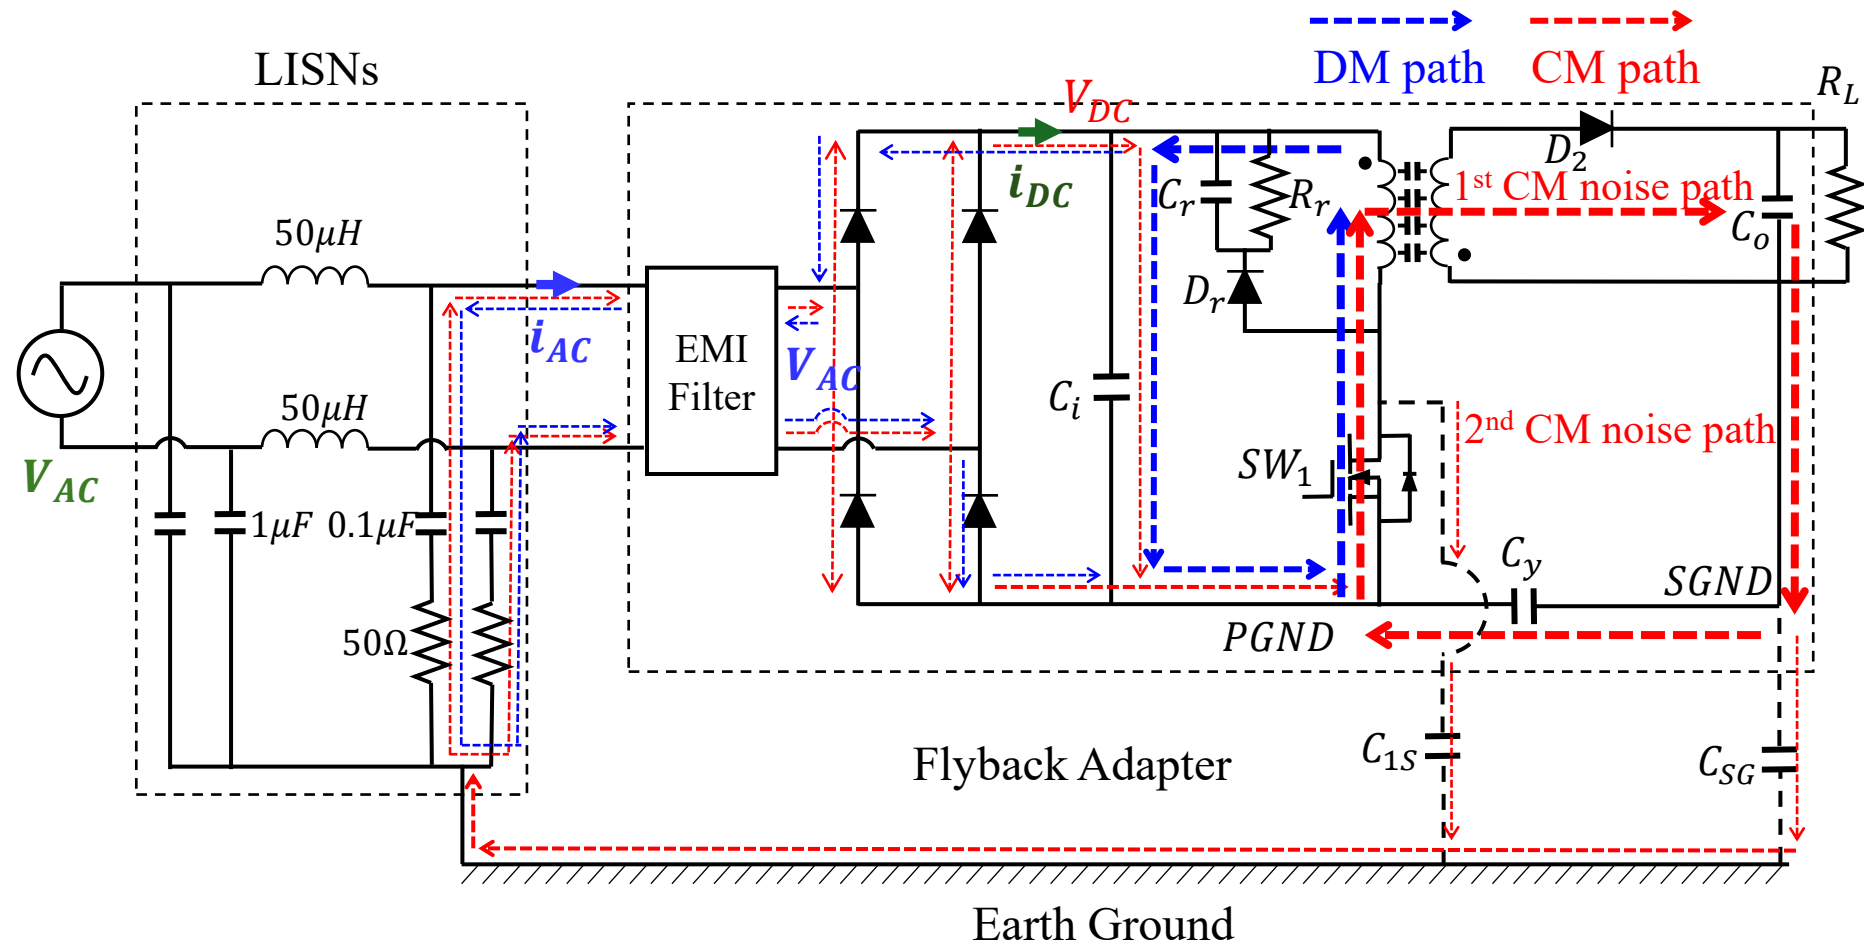 DM path
CM path
LISNs
V_DC
R_L
D_2
i_DC
C_r
R_r
1st CM noise path
C_o
50μH
D_r
i_AC
EMI
Filter
V_AC
C_i
50μH
2nd CM noise path
V_AC
SW_1
1μF
0.1μF
C_y
SGND
50Ω
PGND
Flyback Adapter
C_1S
C_SG
Earth Ground